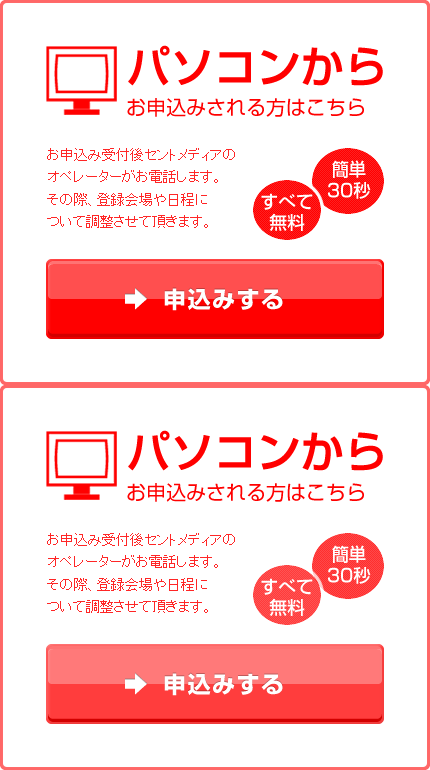 パソコンから
お申込みされる方はこちら
お申込み受付後セントメディアの
オペレーターがお電話します。
その際、登録会場や日程に
ついて調整させて頂きます。
簡単
30秒
すべて
無料
申込みする
パソコンから
お申込みされる方はこちら
お申込み受付後セントメディアの
オペレーターがお電話します。
その際、登録会場や日程に
ついて調整させて頂きます。
簡単
30秒
すべて
無料
申込みする